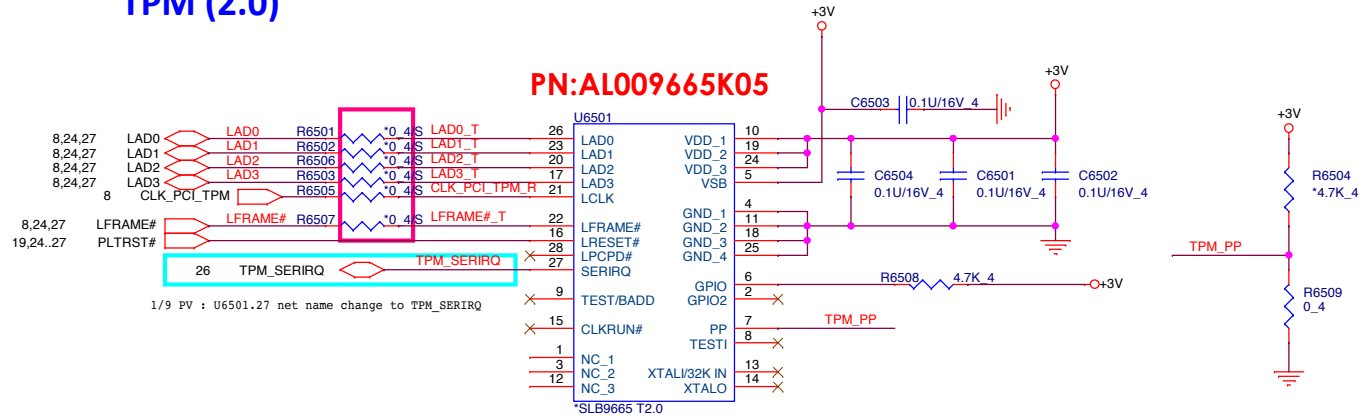 TPM (2.0)
+3V
PN:AL009665K05
+3V
C6503 0.1U/16V_4
+3V
U6501
8,24,27 LAD0 LAD0 R6501 *0_4/S LAD0_T 26 LAD0 VDD_1 10
8,24,27 LAD1 LAD1 R6502 *0_4/S LAD1_T 23 LAD1 VDD_2 19
8,24,27 LAD2 LAD2 R6506 *0_4/S LAD2_T 20 LAD2 VDD_3 24
8,24,27 LAD3 LAD3 R6503 *0_4/S LAD3_T 17 LAD3 VSB 5
8 CLK_PCI_TPM R6505 *0_4/S CLK_PCI_TPM_R 21 LCLK
C6504 C6501 C6502
0.1U/16V_4 0.1U/16V_4 0.1U/16V_4
R6504
*4.7K_4
GND_1 4
8,24,27 LFRAME# LFRAME# R6507 *0_4/S LFRAME#_T 22 LFRAME# GND_2 11
19,24..27 PLTRST# 16 LRESET# GND_3 18
28 LPCPD# GND_4 25
TPM_PP
26 TPM_SERIRQ TPM_SERIRQ 27 SERIRQ
GPIO 6 R6508 4.7K_4 +3V
9 TEST/BADD GPIO2 2
R6509
0_4
1/9 PV : U6501.27 net name change to TPM_SERIRQ
15 CLKRUN# PP 7 TPM_PP
TESTI 8
1 NC_1
3 NC_2 XTALI/32K IN 13
12 NC_3 XTALO 14
*SLB9665 T2.0